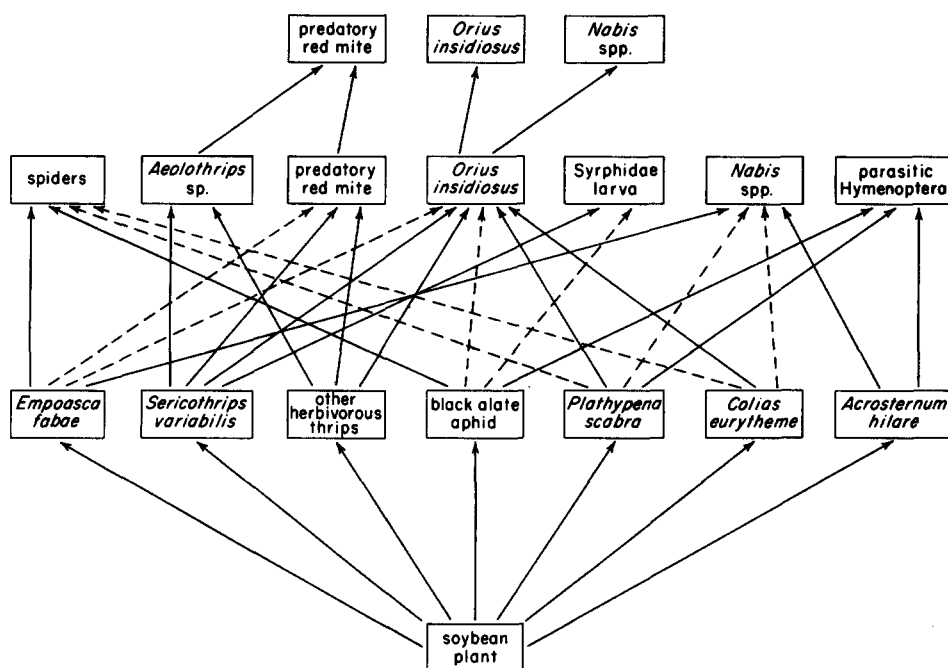 predatory
red mite
Orius
insidiosus
Nabis
spp.
spiders
Aeolothrips
sp.
predatory
red mite
Orius
insidiosus
Syrphidae
larva
Nabis
spp.
parasitic
Hymenoptera
Empoasca
fabae
Sericothrips
variabilis
other
herbivorous
thrips
black alate
aphid
Plathypena
scabra
Colias
eurytheme
Acrosternum
hilare
soybean
plant